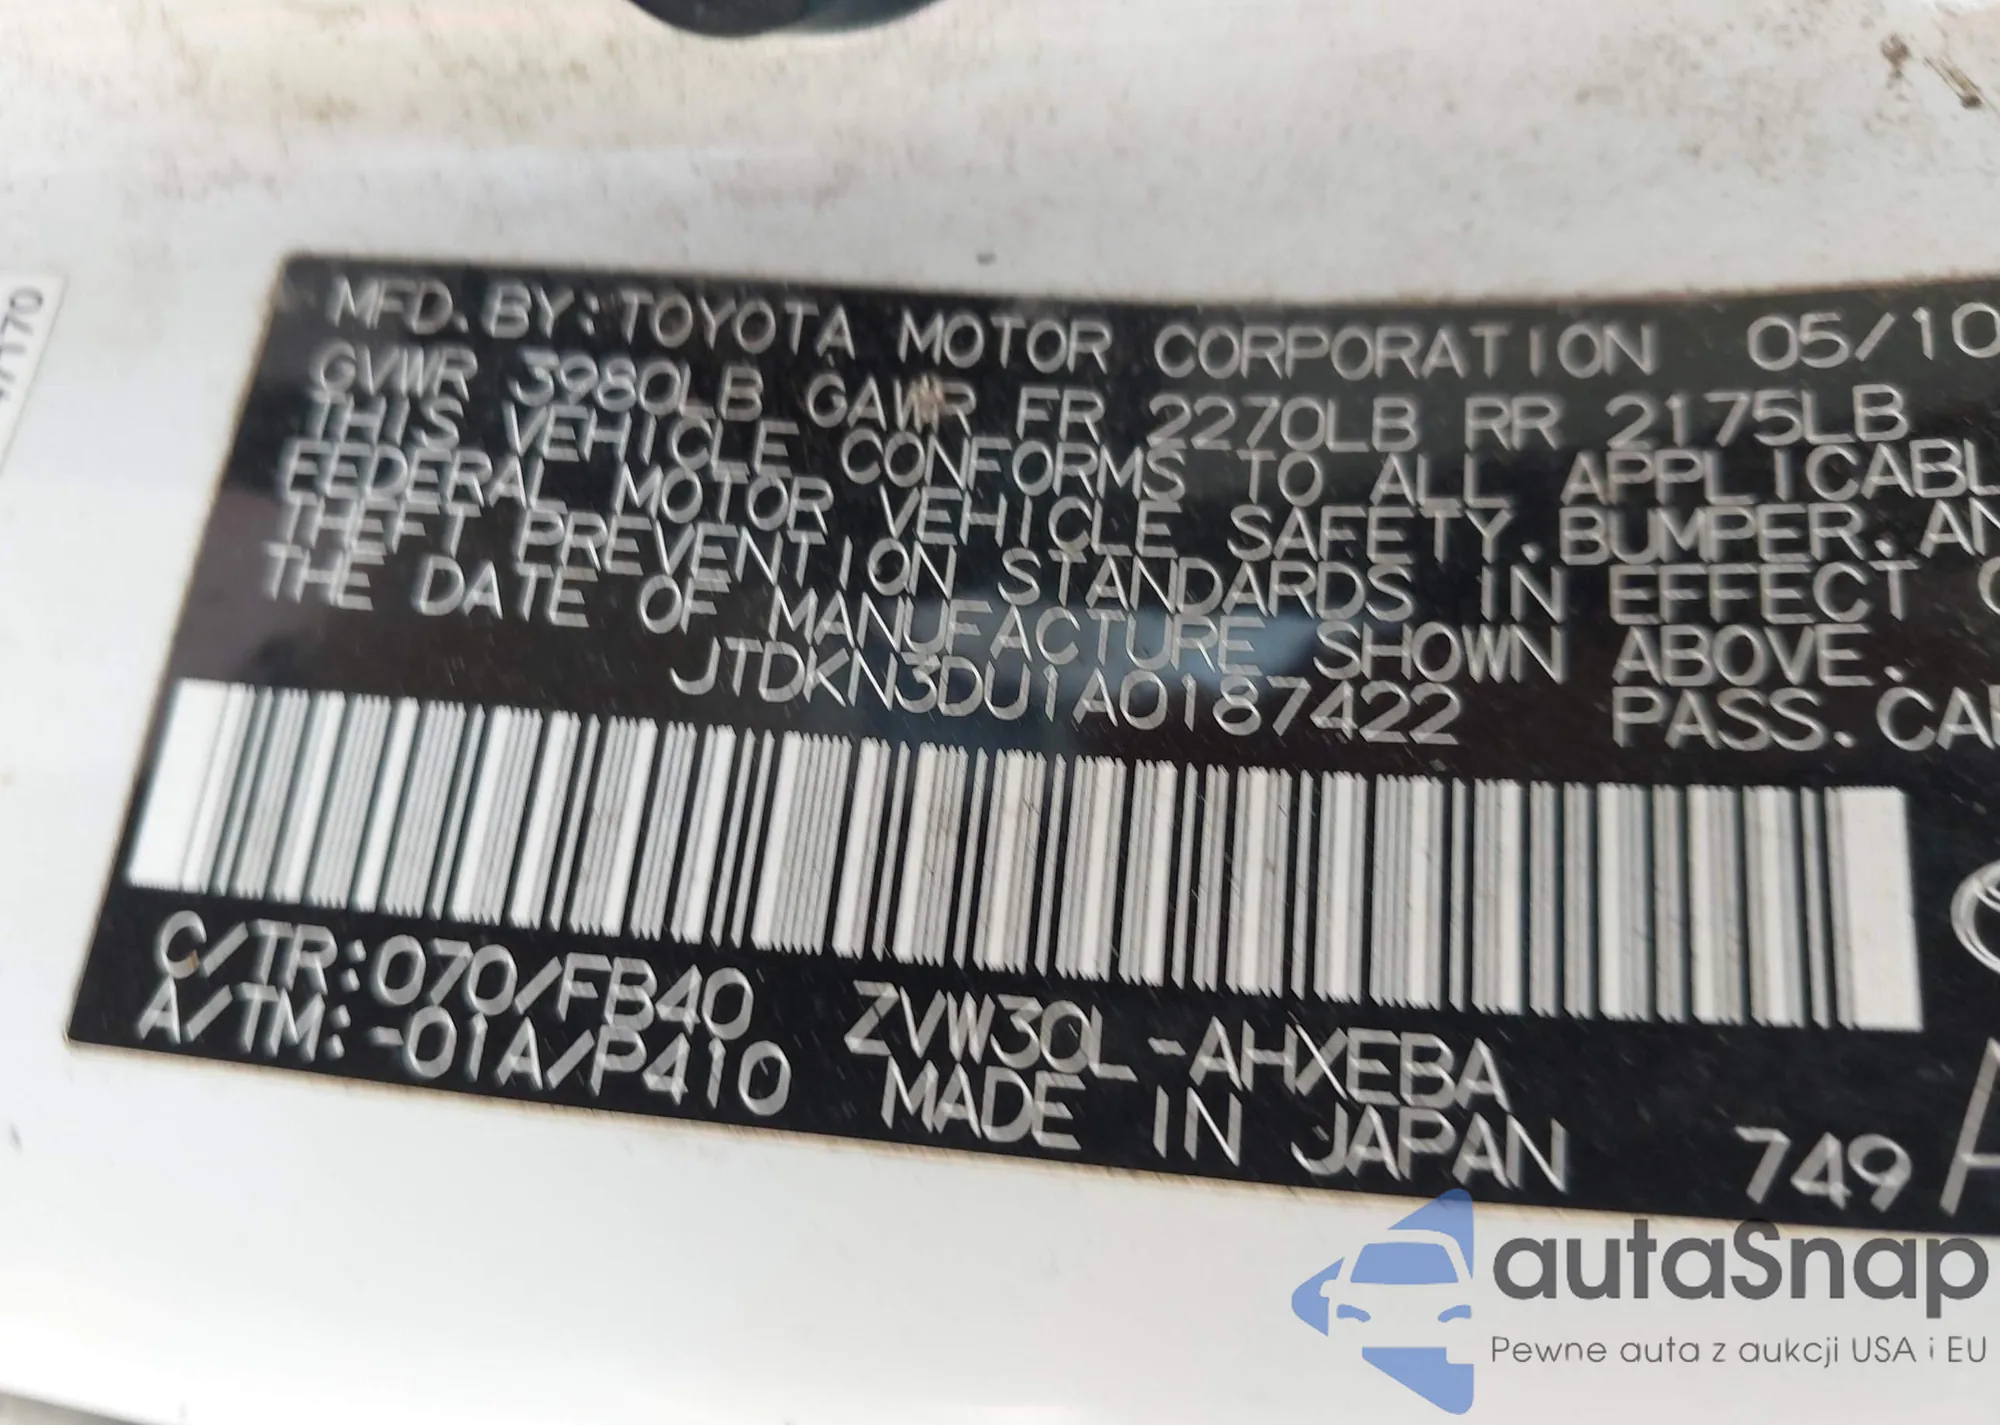 4/170
MFD. BY: TOYOTA MOTOR CORPORATION 05/10
GVWR 3980LB GAWR FR 2270LB RR 2175LB
THIS VEHICLE CONFORMS TO ALL APPLICABL
FEDERAL MOTOR VEHICLE SAFETY. BUMPER. AN
THEFT PREVENTION STANDARDS IN EFFECT O
THE DATE OF MANUFACTURE SHOWN ABOVE.
JTDKN3DU1A0187422 PASS. CAR
C/TR:070/FB40 ZVW30L-AHXEBA
A/TM:-01A/P410 MADE IN JAPAN 749
autaSnap
Pewne auta z aukcji USA i EU